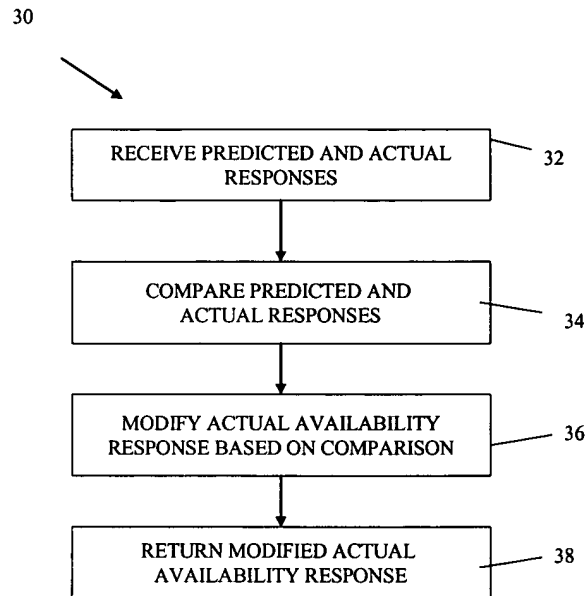 30
RECEIVE PREDICTED AND ACTUAL
RESPONSES
32
COMPARE PREDICTED AND
ACTUAL RESPONSES
34
MODIFY ACTUAL AVAILABILITY
RESPONSE BASED ON COMPARISON
36
RETURN MODIFIED ACTUAL
AVAILABILITY RESPONSE
38